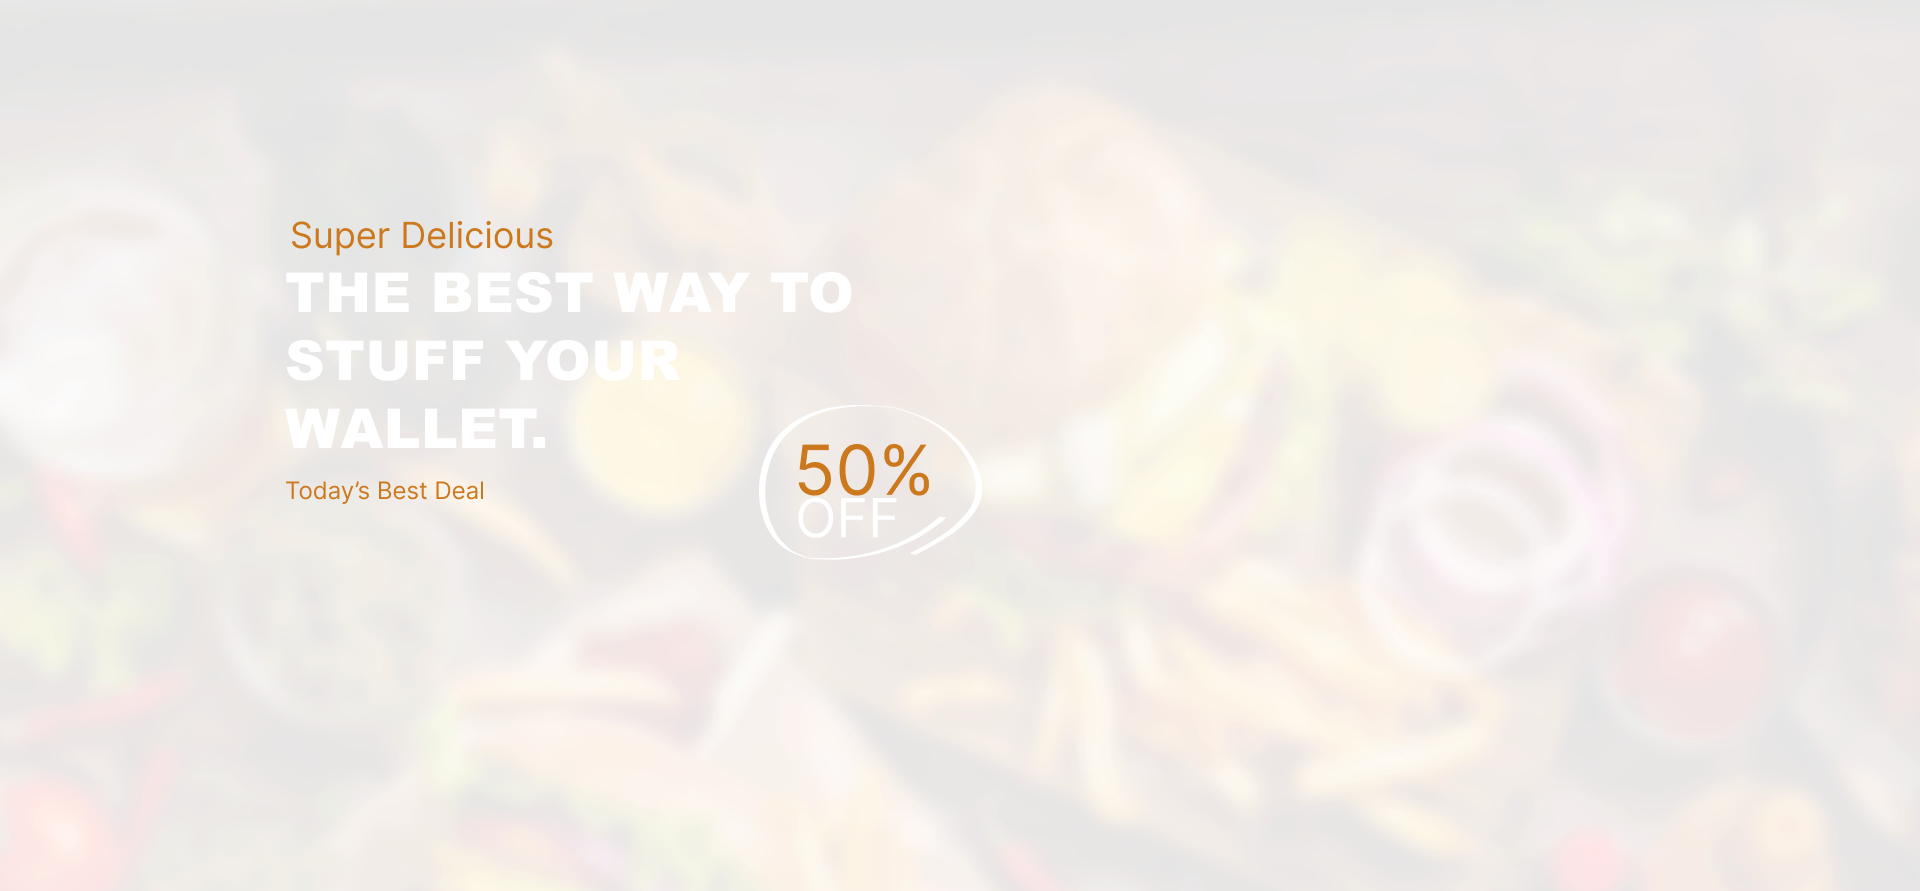 Super Delicious
THE BEST WAY TO
STUFF YOUR
WALLET.
Today’s Best Deal
50%
OFF